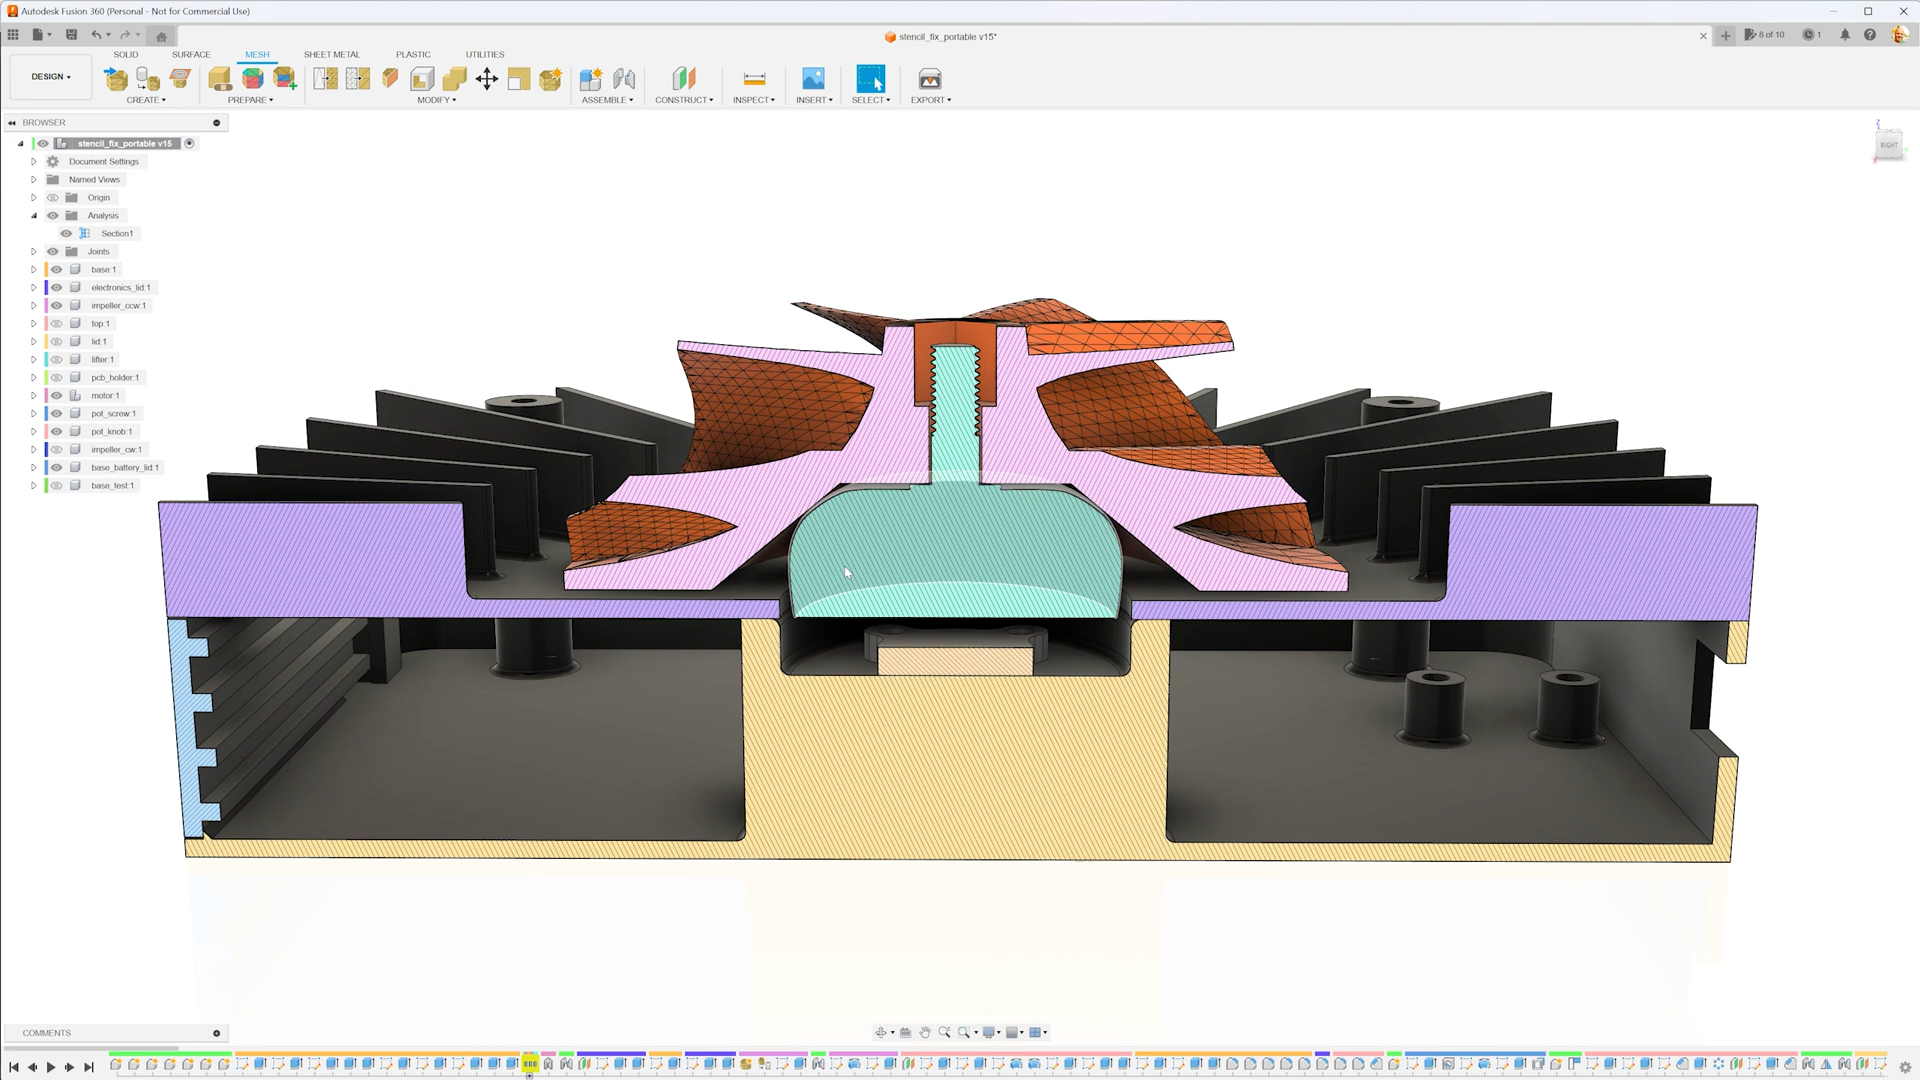 Autodesk Fusion 360 (Personal - Not for Commercial Use)
stencil_fix_portable v15*
8 of 10
1
SOLID
SURFACE
MESH
SHEET METAL
PLASTIC
UTILITIES
DESIGN
CREATE
PREPARE
MODIFY
ASSEMBLE
CONSTRUCT
INSPECT
INSERT
SELECT
EXPORT
BROWSER
stencil_fix_portable v15
Document Settings
Named Views
Origin
Analysis
Section1
Joints
base:1
electronics_lid:1
impeller_ccw:1
top:1
lid:1
lifter:1
pcb_holder:1
motor:1
pot_screw:1
pot_knob:1
impeller_cw:1
base_battery_lid:1
base_test:1
Z
RIGHT
COMMENTS